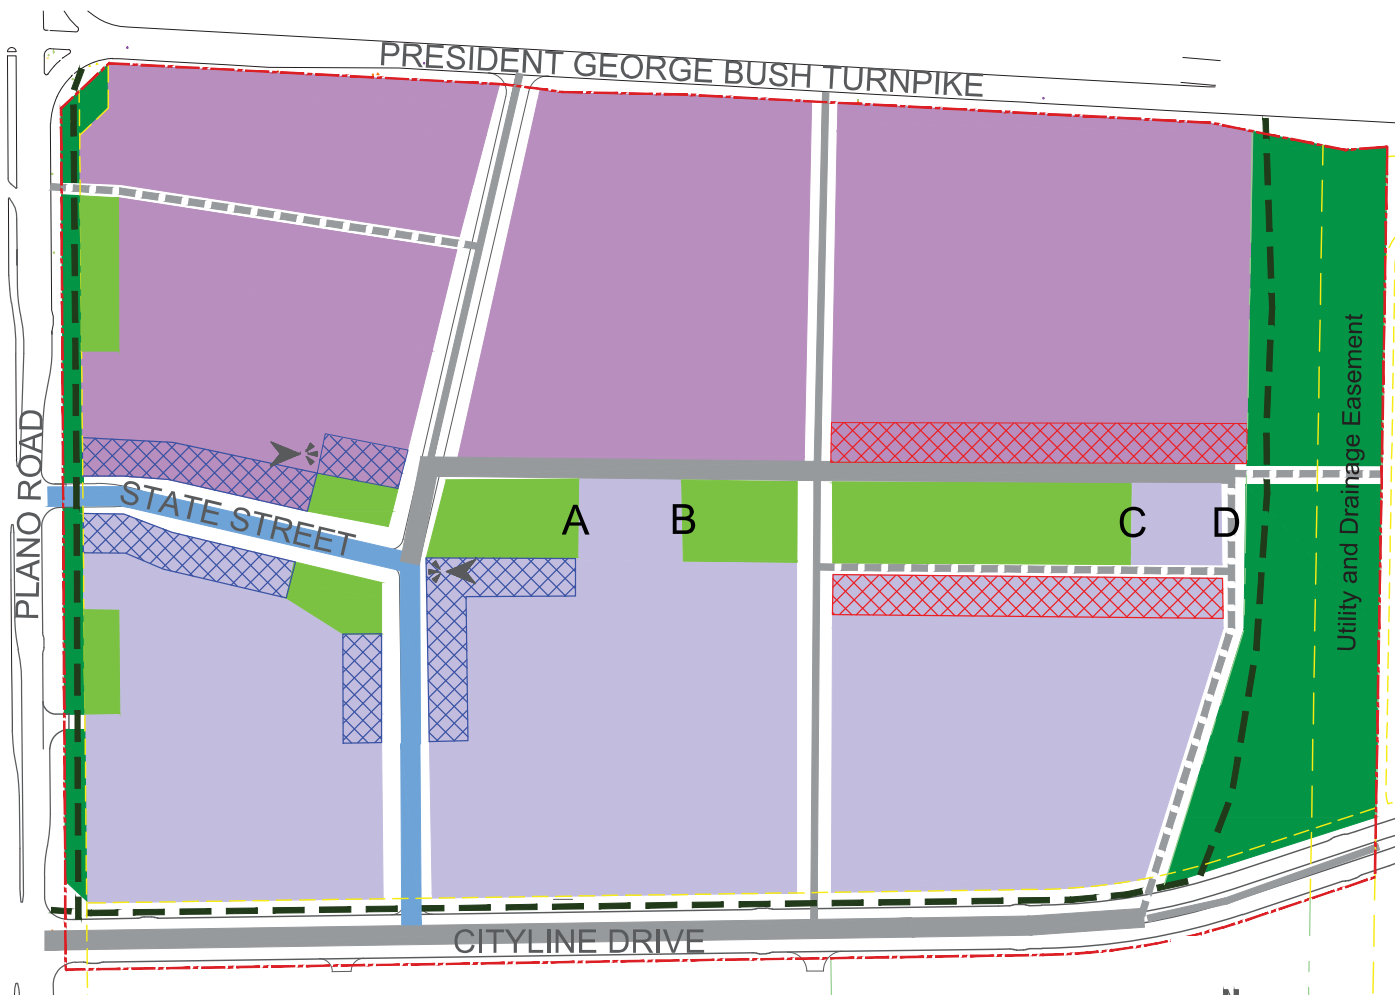 PRESIDENT GEORGE BUSH TURNPIKE
PLANO ROAD
STATE STREET
A
B
C
D
Utility and Drainage Easement
CITYLINE DRIVE